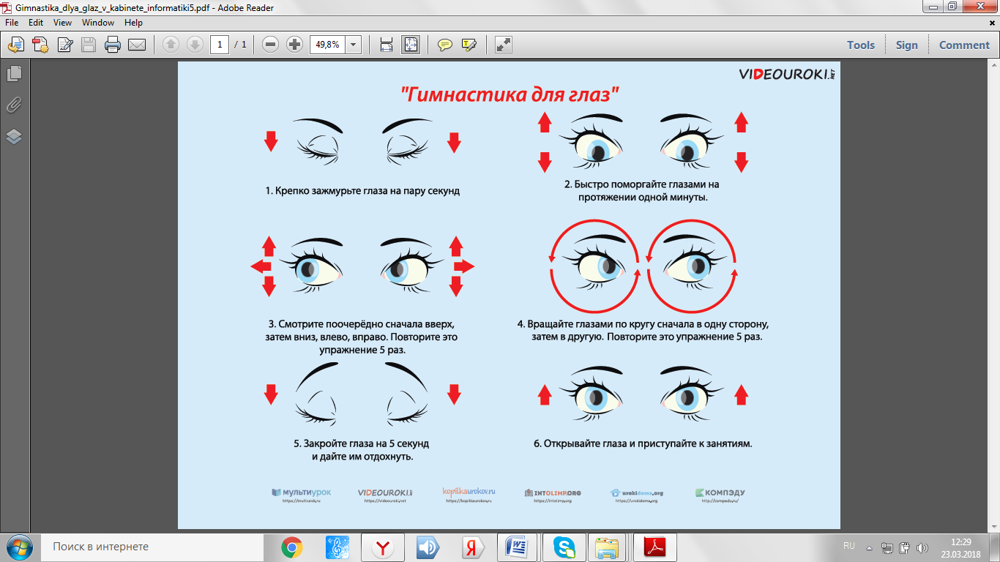 Gimnastika_dlya_glaz_v_kabinete_informatiki5.pdf - Adobe Reader
File Edit View Window Help
1 / 1 49,8% Tools Sign Comment
VIDEOUROKI.NET
"Гимнастика для глаз"
1. Крепко зажмурьте глаза на пару секунд
2. Быстро поморгайте глазами на
протяжении одной минуты.
3. Смотрите поочерёдно сначала вверх,
затем вниз, влево, вправо. Повторите это
упражнение 5 раз.
4. Вращайте глазами по кругу сначала в одну сторону,
затем в другую. Повторите это упражнение 5 раз.
5. Закройте глаза на 5 секунд
и дайте им отдохнуть.
6. Открывайте глаза и приступайте к занятиям.
МУЛЬТИУРОК
https://multiurok.ru
VIDEOUROKI.NET
https://videouroki.net
kopilkaurokov.ru
https://kopilkaurokov.ru
INTOLIMP.ORG
https://intolimp.org
urokidoma.org
https://urokidoma.org
КОМПЭДУ
http://compedu.ru/
Поиск в интернете
RU
12:29
23.03.2018